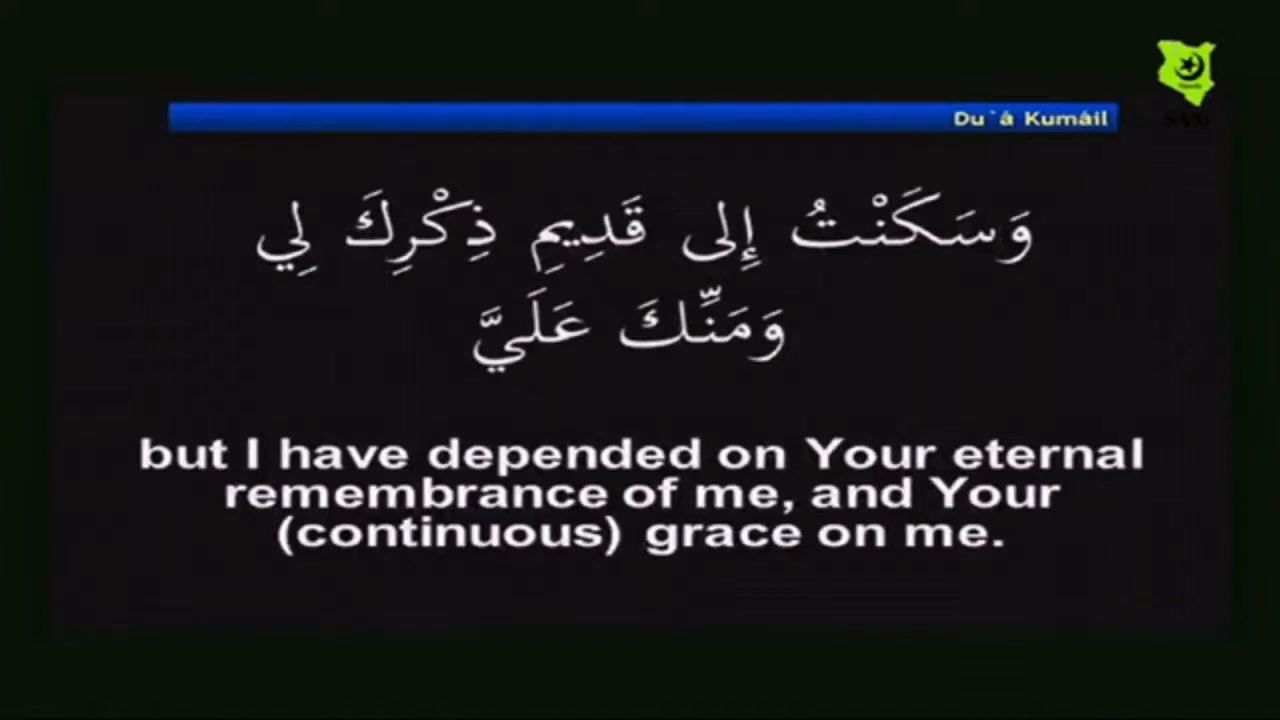 Du`â Kumâil
وَسَكَنْتُ إِلى قَدِيمِ ذِكْرِكَ لِي
وَمَنِّكَ عَلَيَّ
but I have depended on Your eternal
remembrance of me, and Your
(continuous) grace on me.